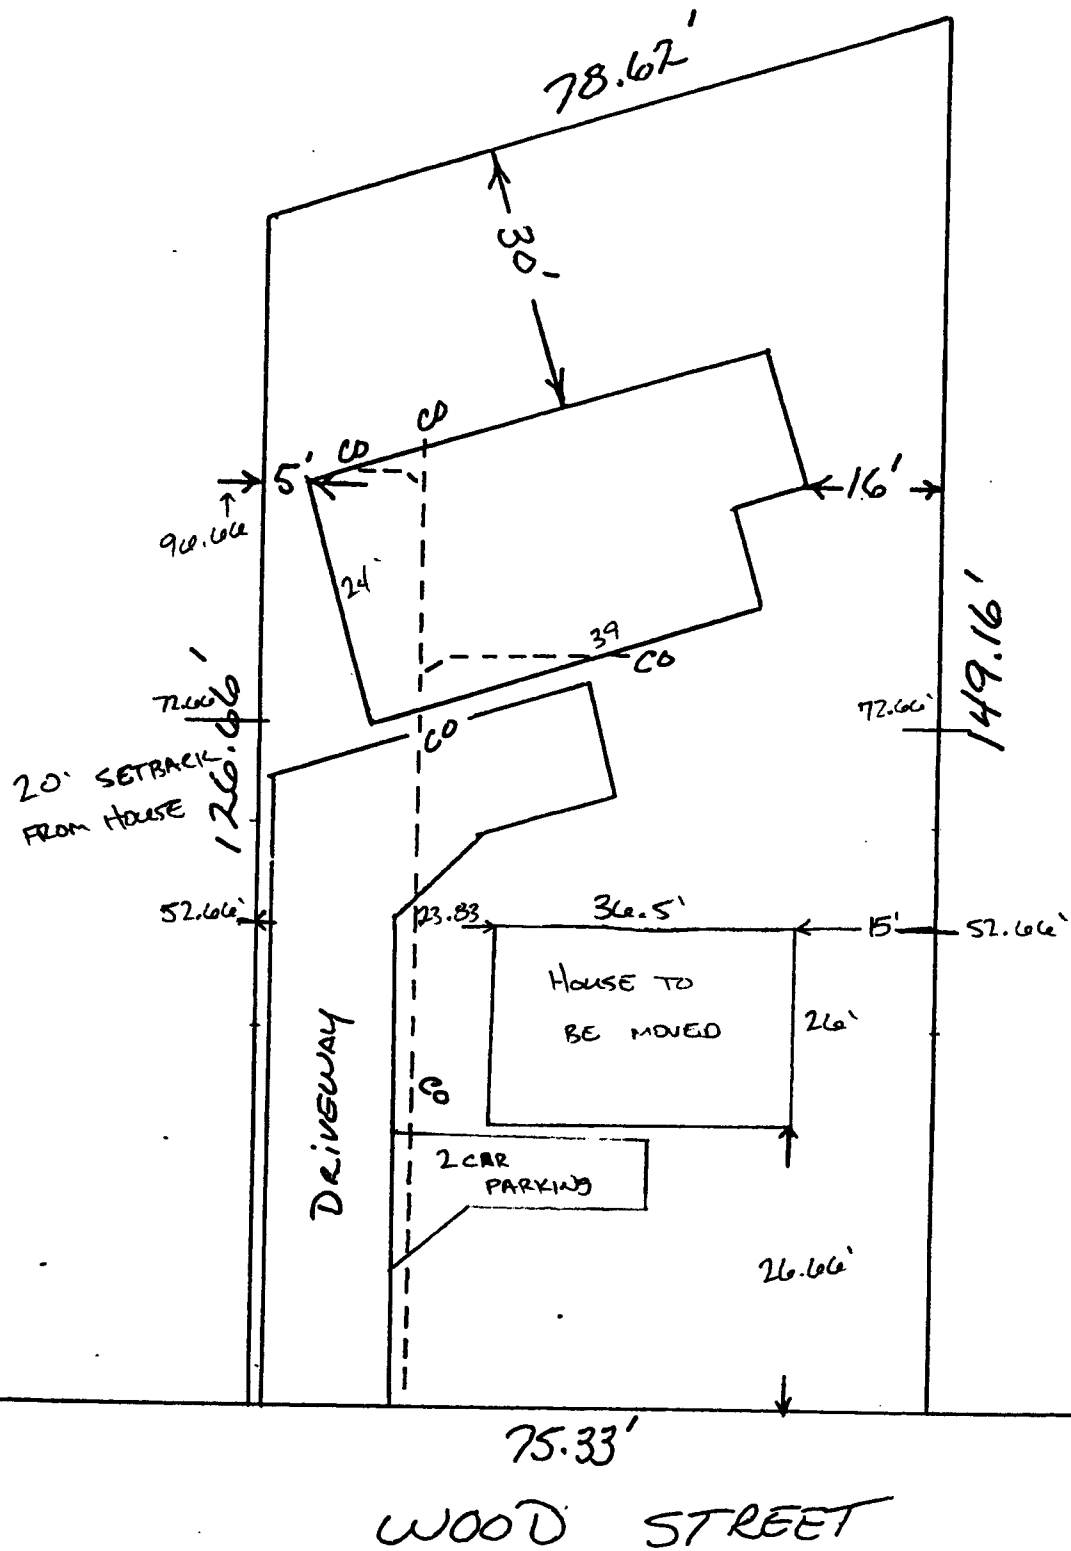 78.62'
30'
CO
CO
5'
16'
96.66
24'
39
CO
149.16'
126.66'
72.66'
72.66'
CO
20' SETBACK
FROM HOUSE
52.66'
23.83
36.5'
15'
52.66'
HOUSE TO
BE MOVED
26'
DRIVEWAY
CO
2 CAR
PARKING
26.66'
75.33'
WOOD STREET